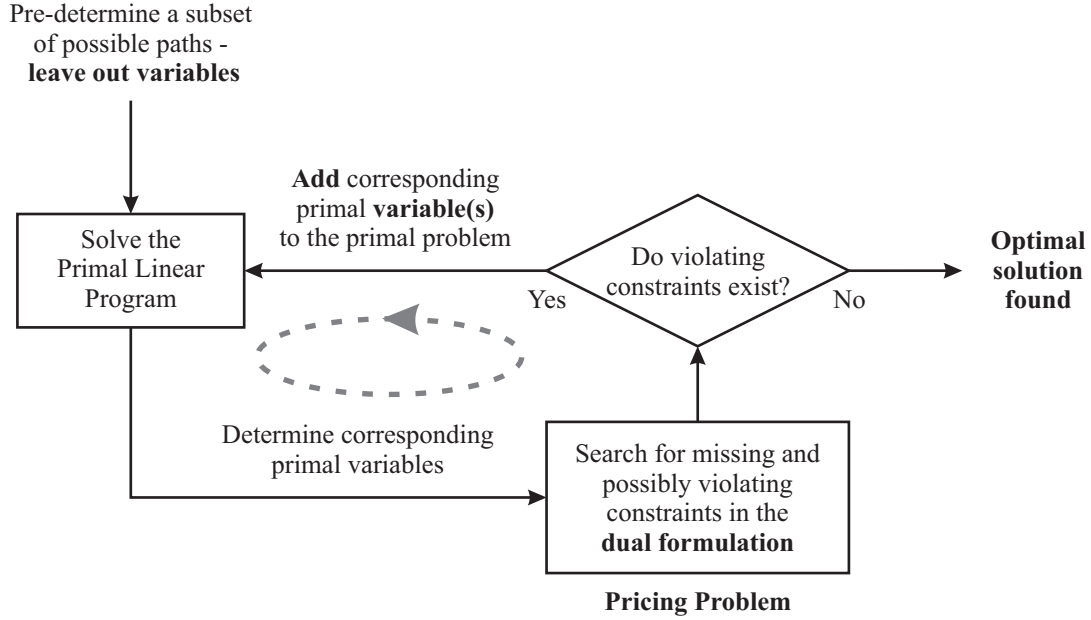 Pre-determine a subset
of possible paths -
leave out variables
Add corresponding
primal variable(s)
to the primal problem
Solve the
Primal Linear
Program
Do violating
constraints exist?
Yes
No
Optimal
solution
found
Determine corresponding
primal variables
Search for missing and
possibly violating
constraints in the
dual formulation
Pricing Problem